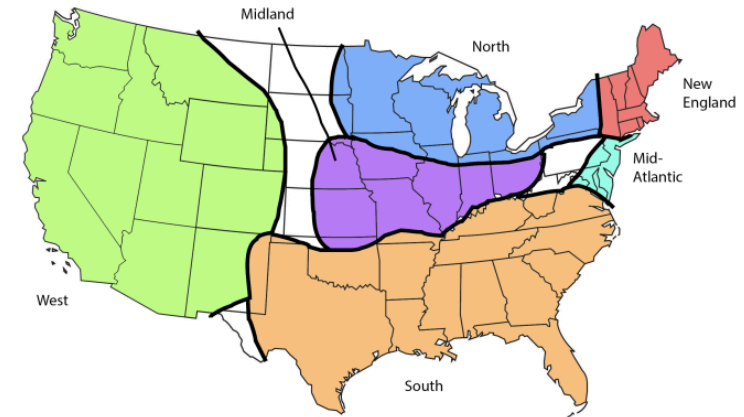 Midland
North
New
England
Mid-
Atlantic
West
South